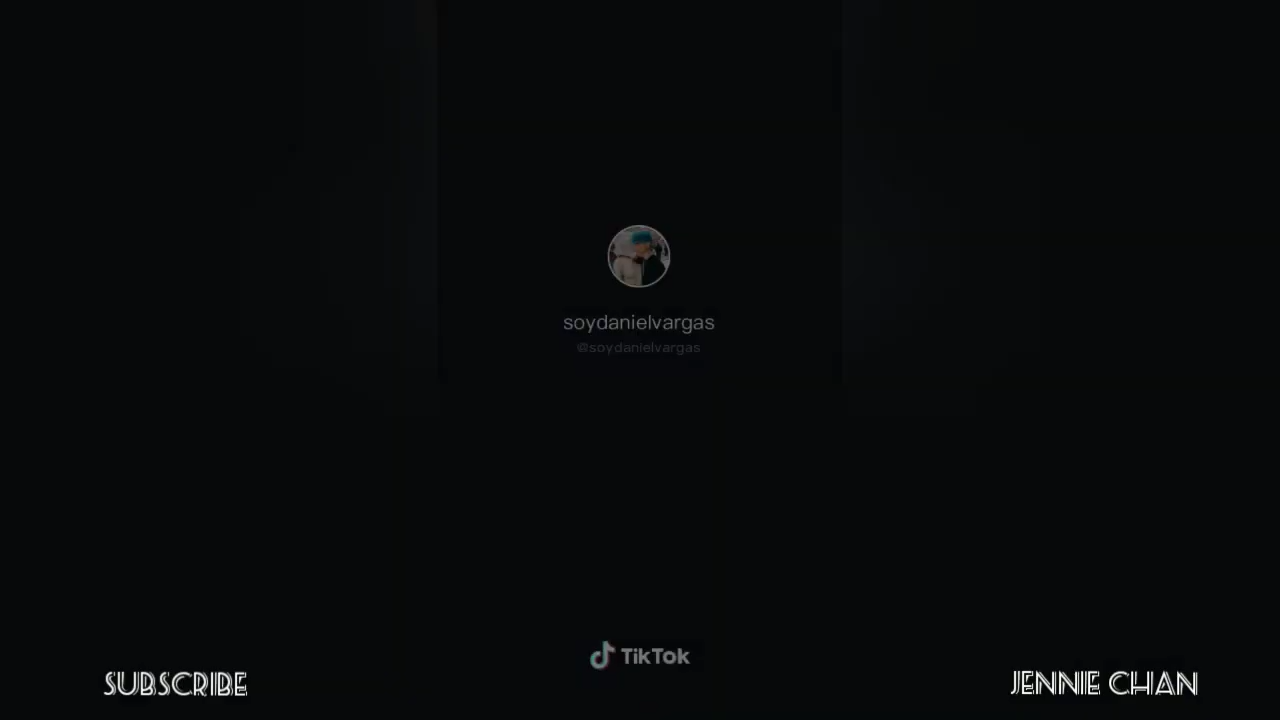 soydanielvargas
@soydanielvargas
TikTok
SUBSCRIBE
JENNIE CHAN